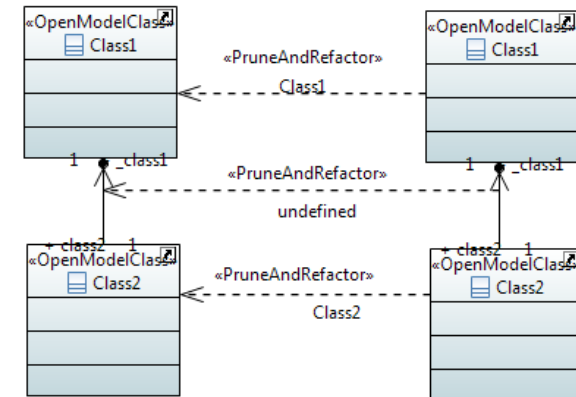 «OpenModelClass»
Class1
«OpenModelClass»
Class1
«PruneAndRefactor»
Class1
1
_class1
1
_class1
«PruneAndRefactor»
undefined
+ class2
1
+ class2
1
«OpenModelClass»
Class2
«OpenModelClass»
Class2
«PruneAndRefactor»
Class2